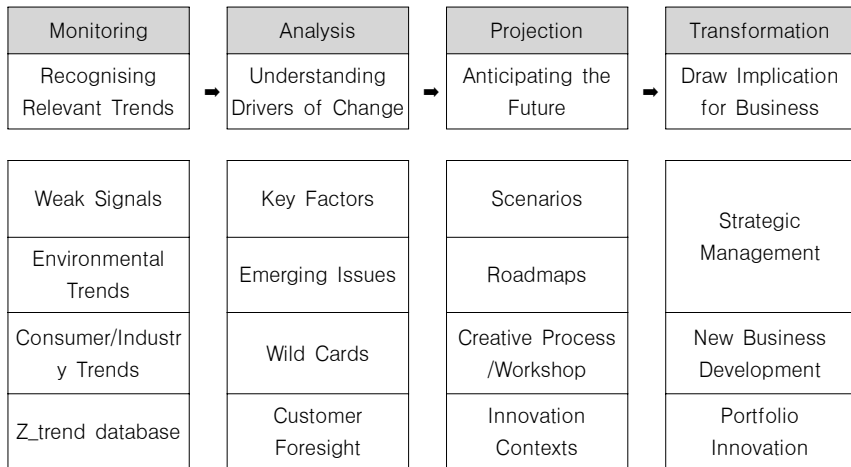 Monitoring
Recognising
Relevant Trends
➡
Analysis
Understanding
Drivers of Change
➡
Projection
Anticipating the
Future
➡
Transformation
Draw Implication
for Business
Weak Signals
Environmental
Trends
Consumer/Industr
y Trends
Z_trend database
Key Factors
Emerging Issues
Wild Cards
Customer
Foresight
Scenarios
Roadmaps
Creative Process
/Workshop
Innovation
Contexts
Strategic
Management
New Business
Development
Portfolio
Innovation